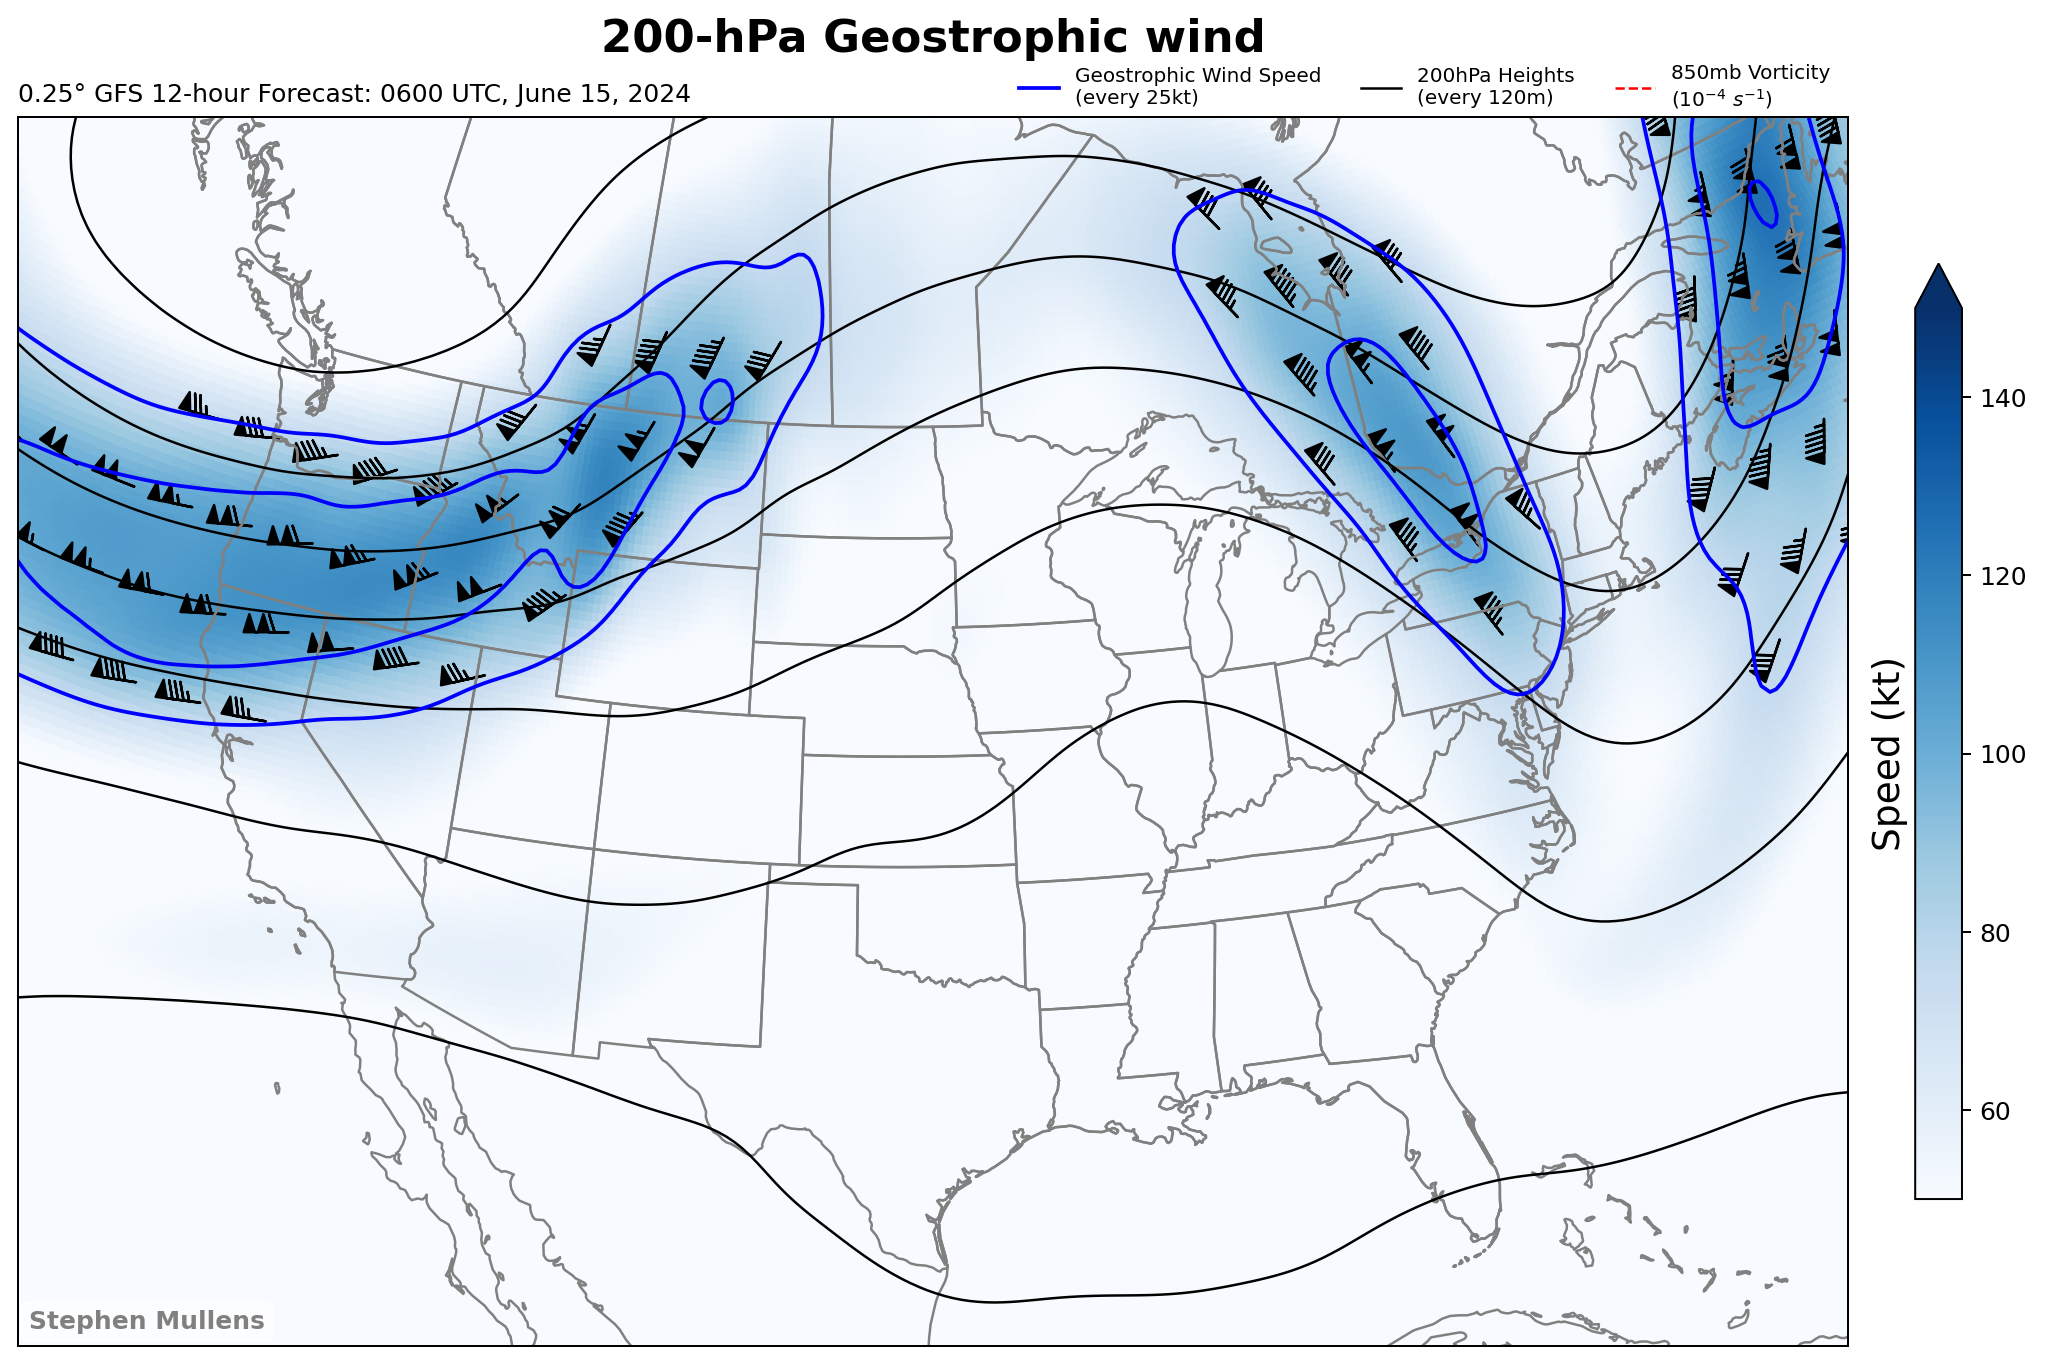 200-hPa Geostrophic wind
0.25° GFS 12-hour Forecast: 0600 UTC, June 15, 2024
Geostrophic Wind Speed
(every 25kt)
200hPa Heights
(every 120m)
850mb Vorticity
(10⁻⁴ s⁻¹)
140
120
100
80
60
Speed (kt)
Stephen Mullens